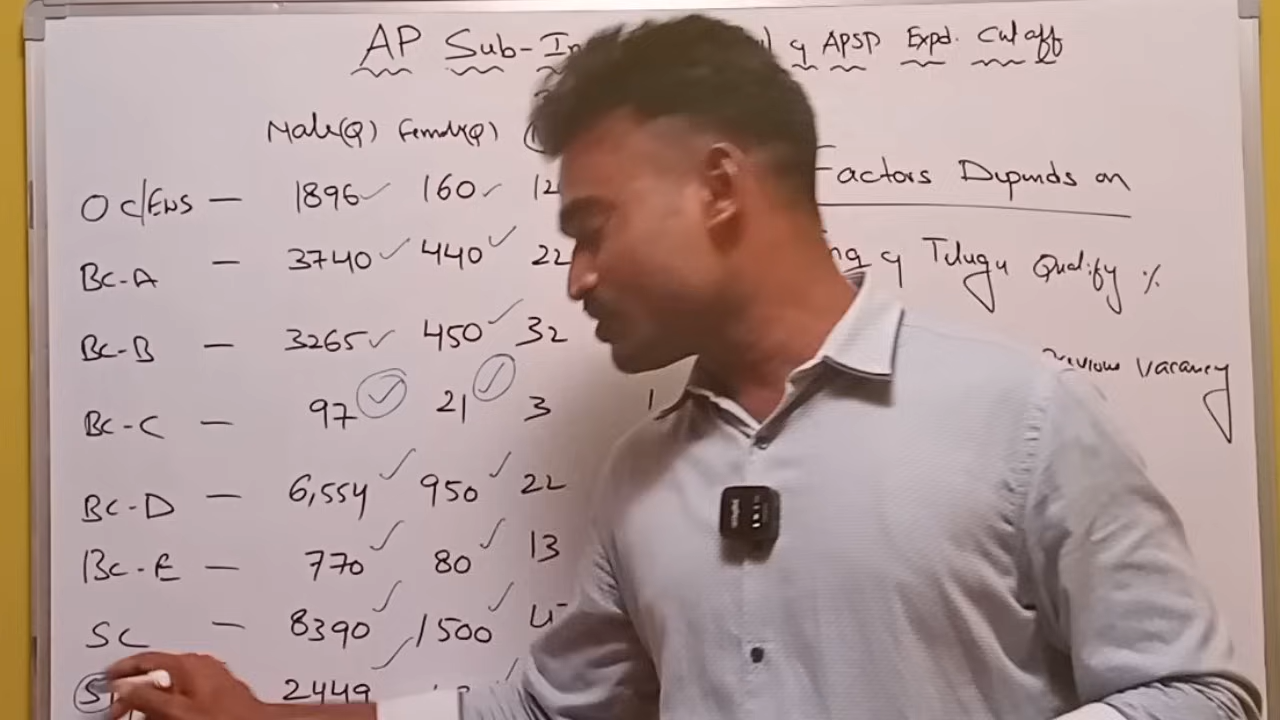 AP Sub-In & APSP Expd. Cutoff
Male(Q) Female(Q)
OC/EWS - 1896 ✓ 160 ✓ 12
BC-A - 3740 ✓ 440 ✓ 22
BC-B - 3265 ✓ 450 ✓ 32
BC-C - 97 ✓ 21 ✓ 3
BC-D - 6,554 ✓ 950 ✓ 22
BC-E - 770 ✓ 80 ✓ 13
SC - 8390 ✓ 1500 ✓
2449 ✓
Factors Depends on
& Telugu Qualify %
Previous Vacancy